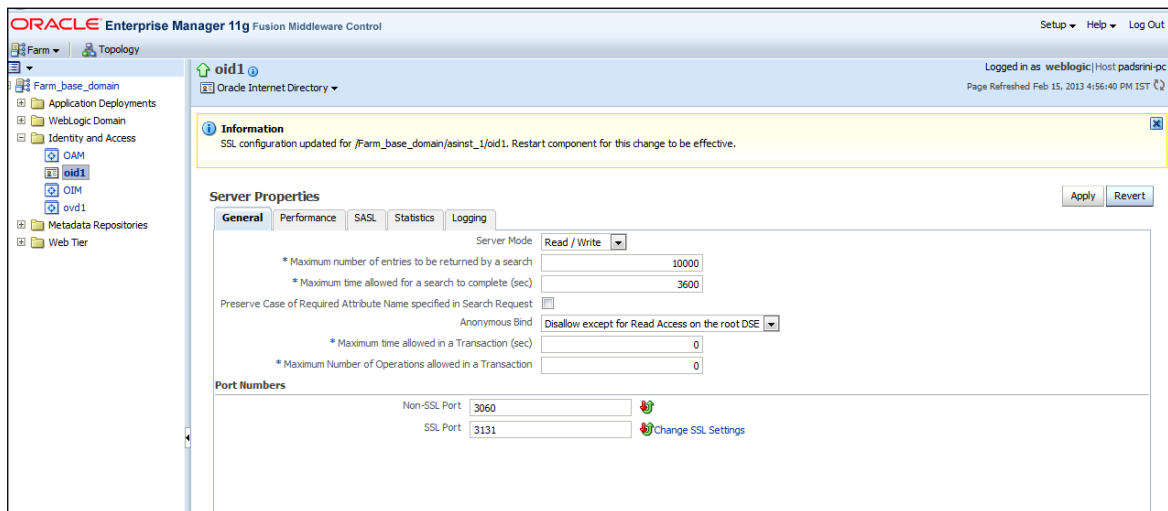 ORACLE Enterprise Manager 11g Fusion Middleware Control
Setup Help Log Out
Farm Topology
oid1
Logged in as weblogic|Host padsrini-pc
Oracle Internet Directory
Page Refreshed Feb 15, 2013 4:56:40 PM IST
Farm_base_domain
Application Deployments
WebLogic Domain
Identity and Access
OAM
oid1
OIM
ovd1
Metadata Repositories
Web Tier
Information
SSL configuration updated for /Farm_base_domain/asinst_1/oid1. Restart component for this change to be effective.
Server Properties
Apply Revert
General Performance SASL Statistics Logging
Server Mode Read / Write
* Maximum number of entries to be returned by a search 10000
* Maximum time allowed for a search to complete (sec) 3600
Preserve Case of Required Attribute Name specified in Search Request
Anonymous Bind Disallow except for Read Access on the root DSE
* Maximum time allowed in a Transaction (sec) 0
* Maximum Number of Operations allowed in a Transaction 0
Port Numbers
Non-SSL Port 3060
SSL Port 3131 Change SSL Settings